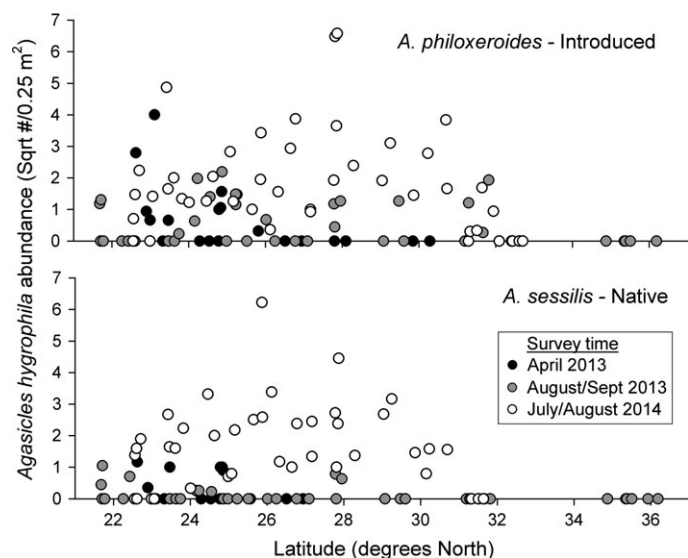 7
6
5
4
3
2
1
0
A. philoxeroides - Introduced
Agasicles hygrophila abundance (Sqrt #/0.25 m²)
7
6
5
4
3
2
1
0
A. sessilis - Native
Survey time
April 2013
August/Sept 2013
July/August 2014
22 24 26 28 30 32 34 36
Latitude (degrees North)